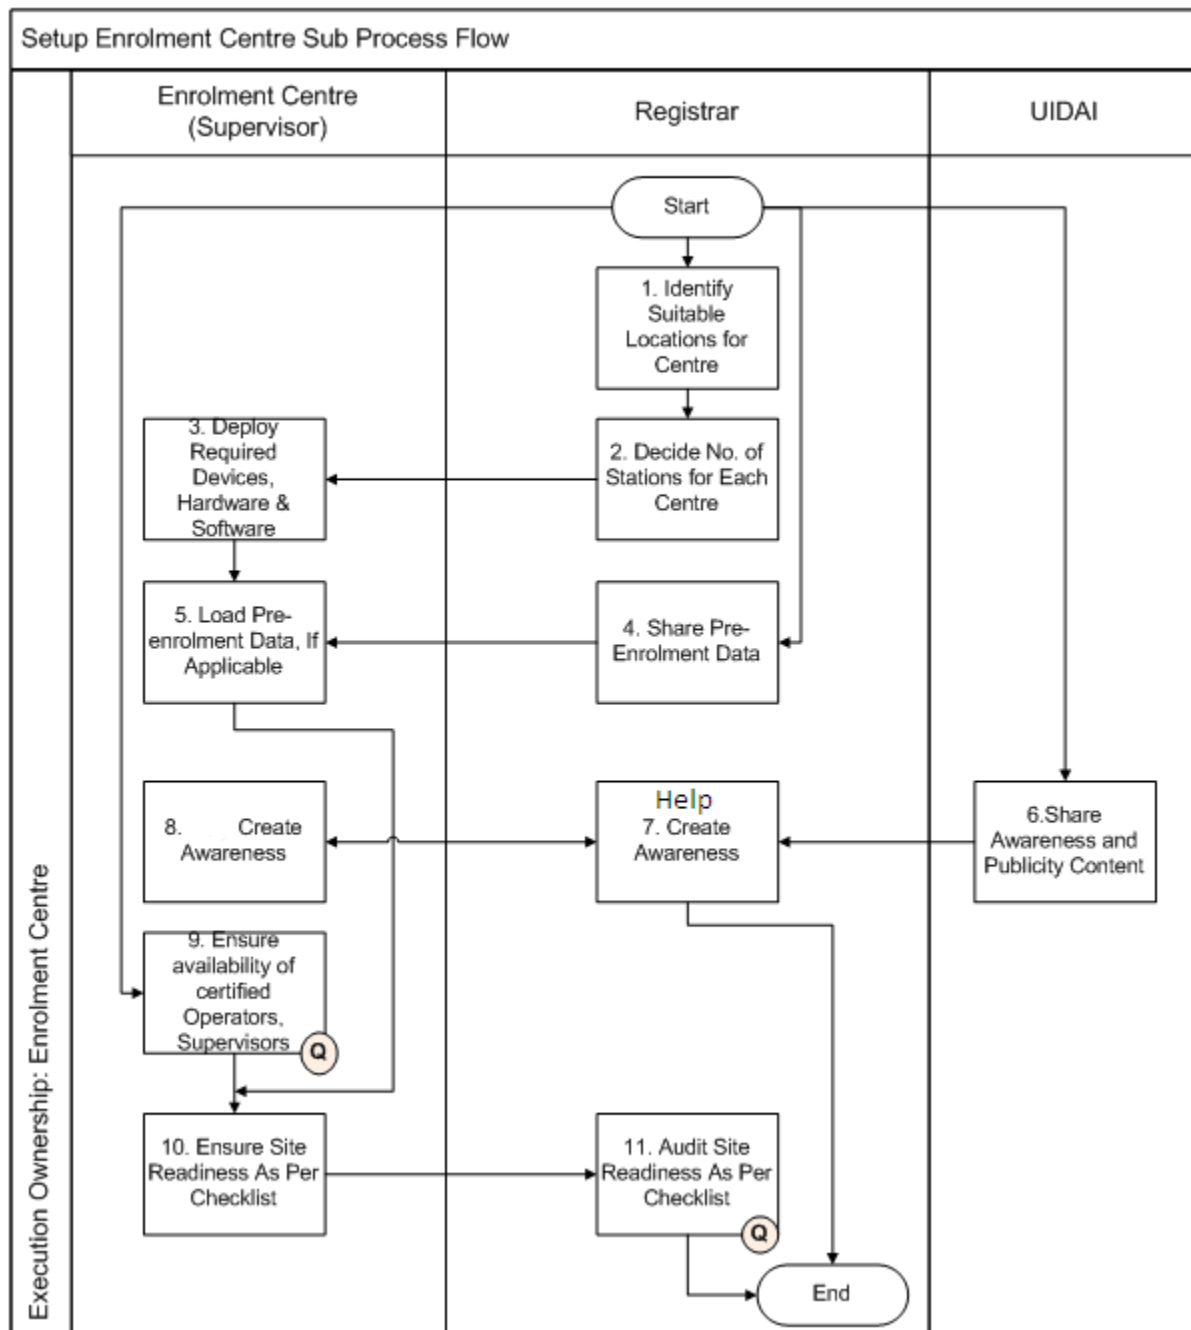 Setup Enrolment Centre Sub Process Flow
Enrolment Centre
(Supervisor)
Registrar
UIDAI
Start
1. Identify
Suitable
Locations for
Centre
3. Deploy
Required
Devices,
Hardware &
Software
2. Decide No. of
Stations for Each
Centre
5. Load Pre-
enrolment Data, If
Applicable
4. Share Pre-
Enrolment Data
8. Create
Awareness
Help
7. Create
Awareness
6.Share
Awareness and
Publicity Content
9. Ensure
availability of
certified
Operators,
Supervisors
Q
10. Ensure Site
Readiness As Per
Checklist
11. Audit Site
Readiness As Per
Checklist
Q
End
Execution Ownership: Enrolment Centre